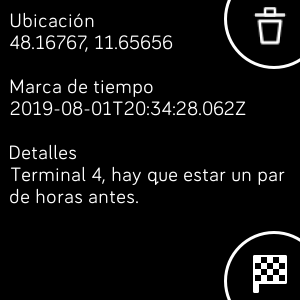 Ubicación
48.16767, 11.65656
Marca de tiempo
2019-08-01T20:34:28.062Z
Detalles
Terminal 4, hay que estar un par
de horas antes.